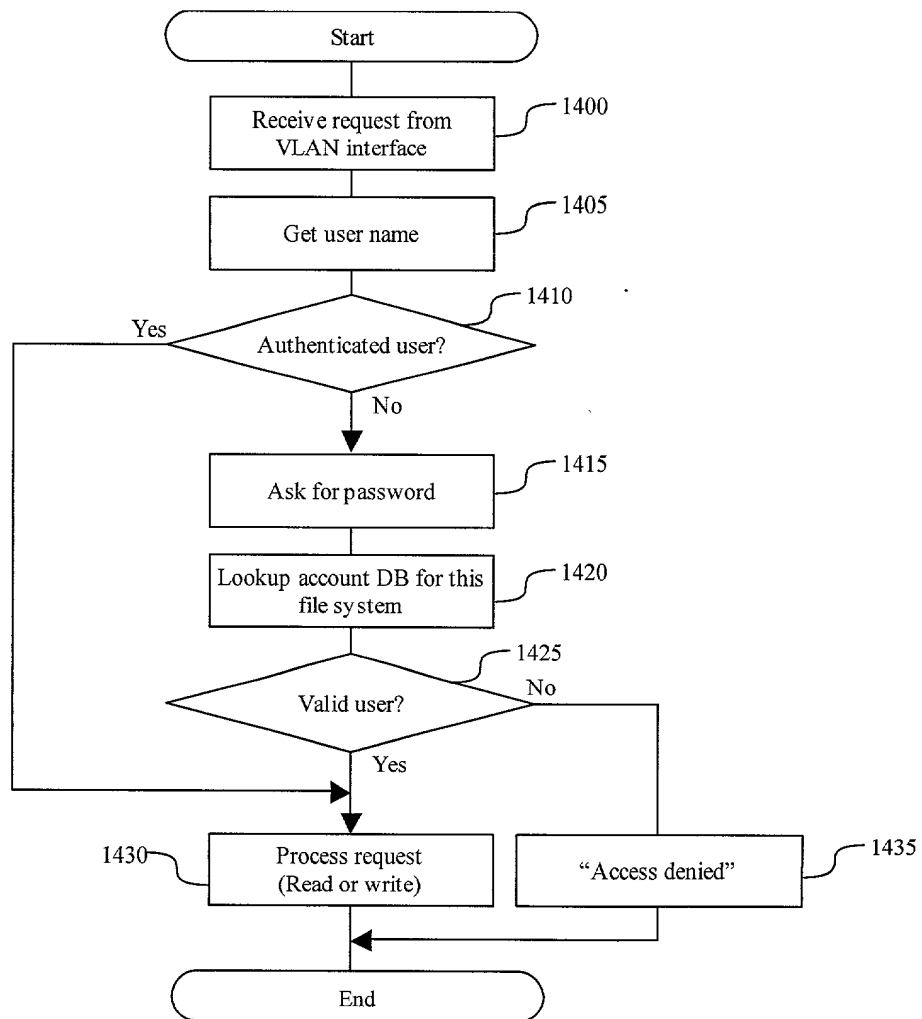 Start
Receive request from
VLAN interface
1400
Get user name
1405
Authenticated user?
1410
Yes
No
Ask for password
1415
Lookup account DB for this
file system
1420
Valid user?
1425
No
Yes
1430
Process request
(Read or write)
“Access denied”
1435
End